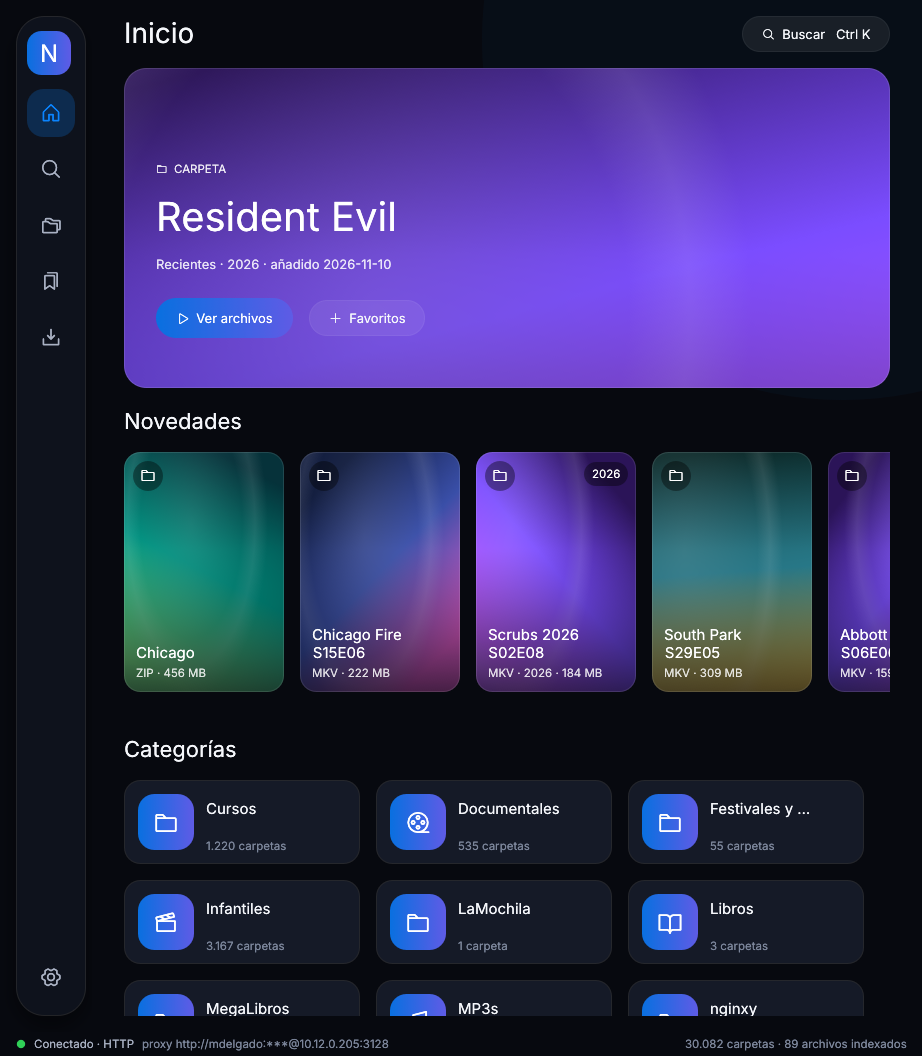 N
Inicio
Buscar Ctrl K
CARPETA
Resident Evil
Recientes · 2026 · añadido 2026-11-10
Ver archivos
Favoritos
Novedades
Chicago
ZIP · 456 MB
Chicago Fire
S15E06
MKV · 222 MB
2026
Scrubs 2026
S02E08
MKV · 2026 · 184 MB
South Park
S29E05
MKV · 309 MB
Abbott
S06E0
MKV · 159
Categorías
Cursos
1.220 carpetas
Documentales
535 carpetas
Festivales y ...
55 carpetas
Infantiles
3.167 carpetas
LaMochila
1 carpeta
Libros
3 carpetas
MegaLibros
MP3s
nginxy
Conectado · HTTP proxy http://mdelgado:***@10.12.0.205:3128
30.082 carpetas · 89 archivos indexados